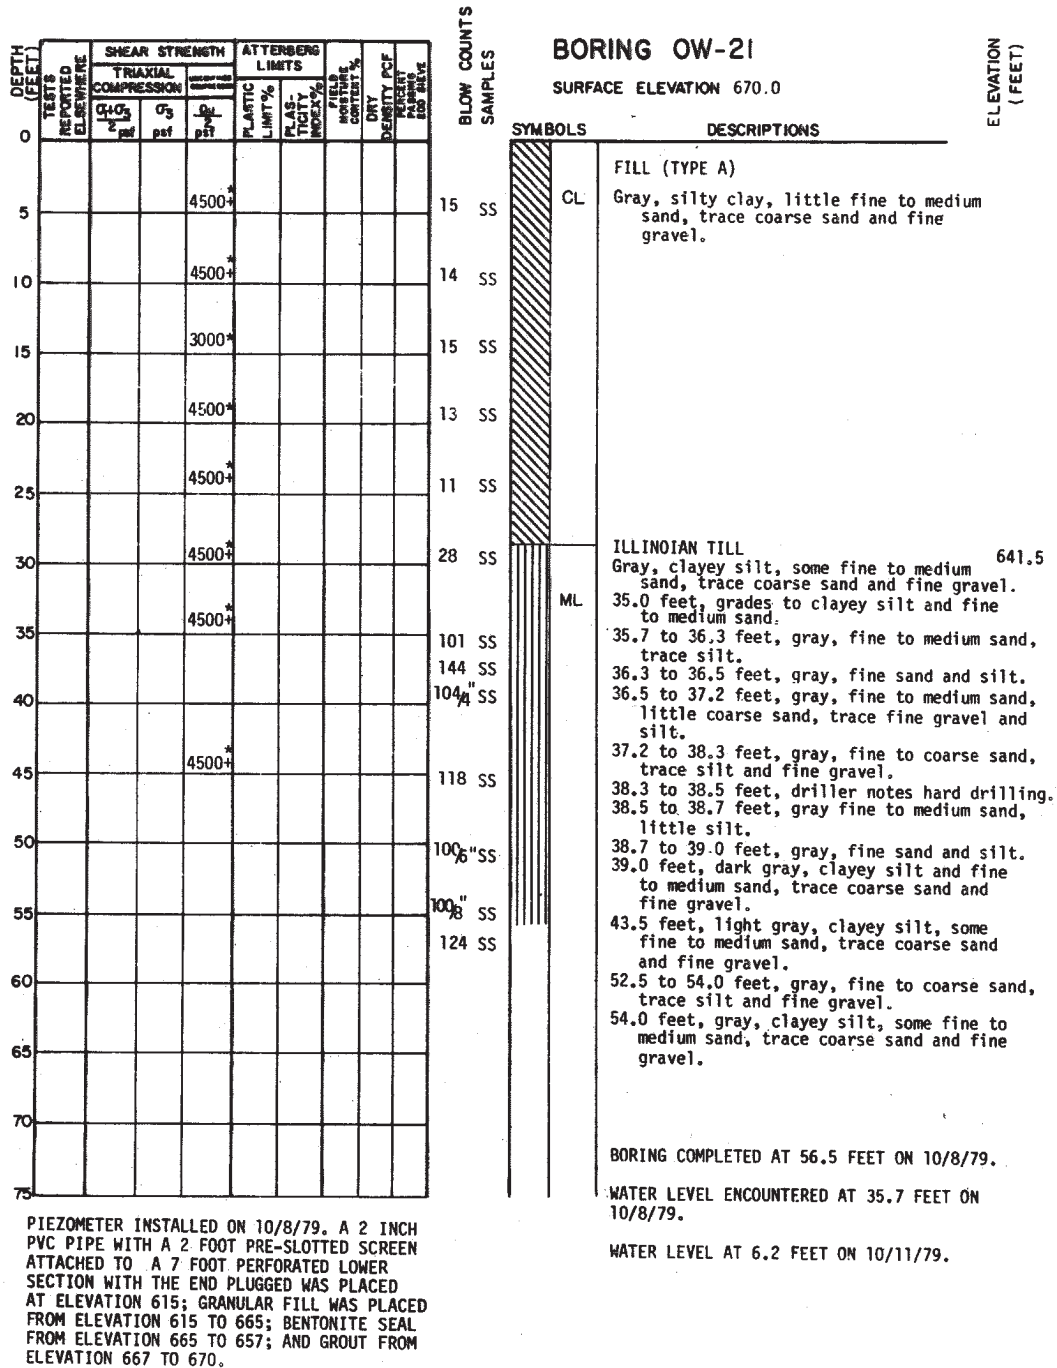 BORING OW-21
SURFACE ELEVATION 670.0
ELEVATION (FEET)
DEPTH (FEET)
TESTS REPORTED ELSEWHERE
SHEAR STRENGTH
TRIAXIAL COMPRESSION
psf
σ3 psf
psf
ATTERBERG LIMITS
PLASTIC LIMIT%
PLAS-TICITY INDEX%
FIELD MOISTURE CONTENT %
DRY DENSITY PCF
PERCENT PASSING SIEVE
BLOW COUNTS
SAMPLES
SYMBOLS
DESCRIPTIONS
0
FILL (TYPE A)
4500+* 15 SS CL Gray, silty clay, little fine to medium
sand, trace coarse sand and fine
gravel.
5
4500+* 14 SS
10
3000* 15 SS
15
4500* 13 SS
20
4500+* 11 SS
25
ILLINOIAN TILL 641.5
4500+* 28 SS
30
Gray, clayey silt, some fine to medium
sand, trace coarse sand and fine gravel.
ML 35.0 feet, grades to clayey silt and fine
to medium sand.
4500+*
35
101 SS
35.7 to 36.3 feet, gray, fine to medium sand,
trace silt.
144 SS
36.3 to 36.5 feet, gray, fine sand and silt.
104/4" SS
36.5 to 37.2 feet, gray, fine to medium sand,
40
little coarse sand, trace fine gravel and
silt.
37.2 to 38.3 feet, gray, fine to coarse sand,
4500+*
45
trace silt and fine gravel.
118 SS
38.3 to 38.5 feet, driller notes hard drilling.
38.5 to 38.7 feet, gray fine to medium sand,
little silt.
50
100/6" SS
38.7 to 39.0 feet, gray, fine sand and silt.
39.0 feet, dark gray, clayey silt and fine
to medium sand, trace coarse sand and
fine gravel.
100/8" SS
55
43.5 feet, light gray, clayey silt, some
124 SS
fine to medium sand, trace coarse sand
and fine gravel.
60
52.5 to 54.0 feet, gray, fine to coarse sand,
trace silt and fine gravel.
54.0 feet, gray, clayey silt, some fine to
medium sand, trace coarse sand and fine
65
gravel.
70
75
BORING COMPLETED AT 56.5 FEET ON 10/8/79.
WATER LEVEL ENCOUNTERED AT 35.7 FEET ON
10/8/79.
WATER LEVEL AT 6.2 FEET ON 10/11/79.
PIEZOMETER INSTALLED ON 10/8/79. A 2 INCH
PVC PIPE WITH A 2 FOOT PRE-SLOTTED SCREEN
ATTACHED TO A 7 FOOT PERFORATED LOWER
SECTION WITH THE END PLUGGED WAS PLACED
AT ELEVATION 615; GRANULAR FILL WAS PLACED
FROM ELEVATION 615 TO 665; BENTONITE SEAL
FROM ELEVATION 665 TO 657; AND GROUT FROM
ELEVATION 667 TO 670.